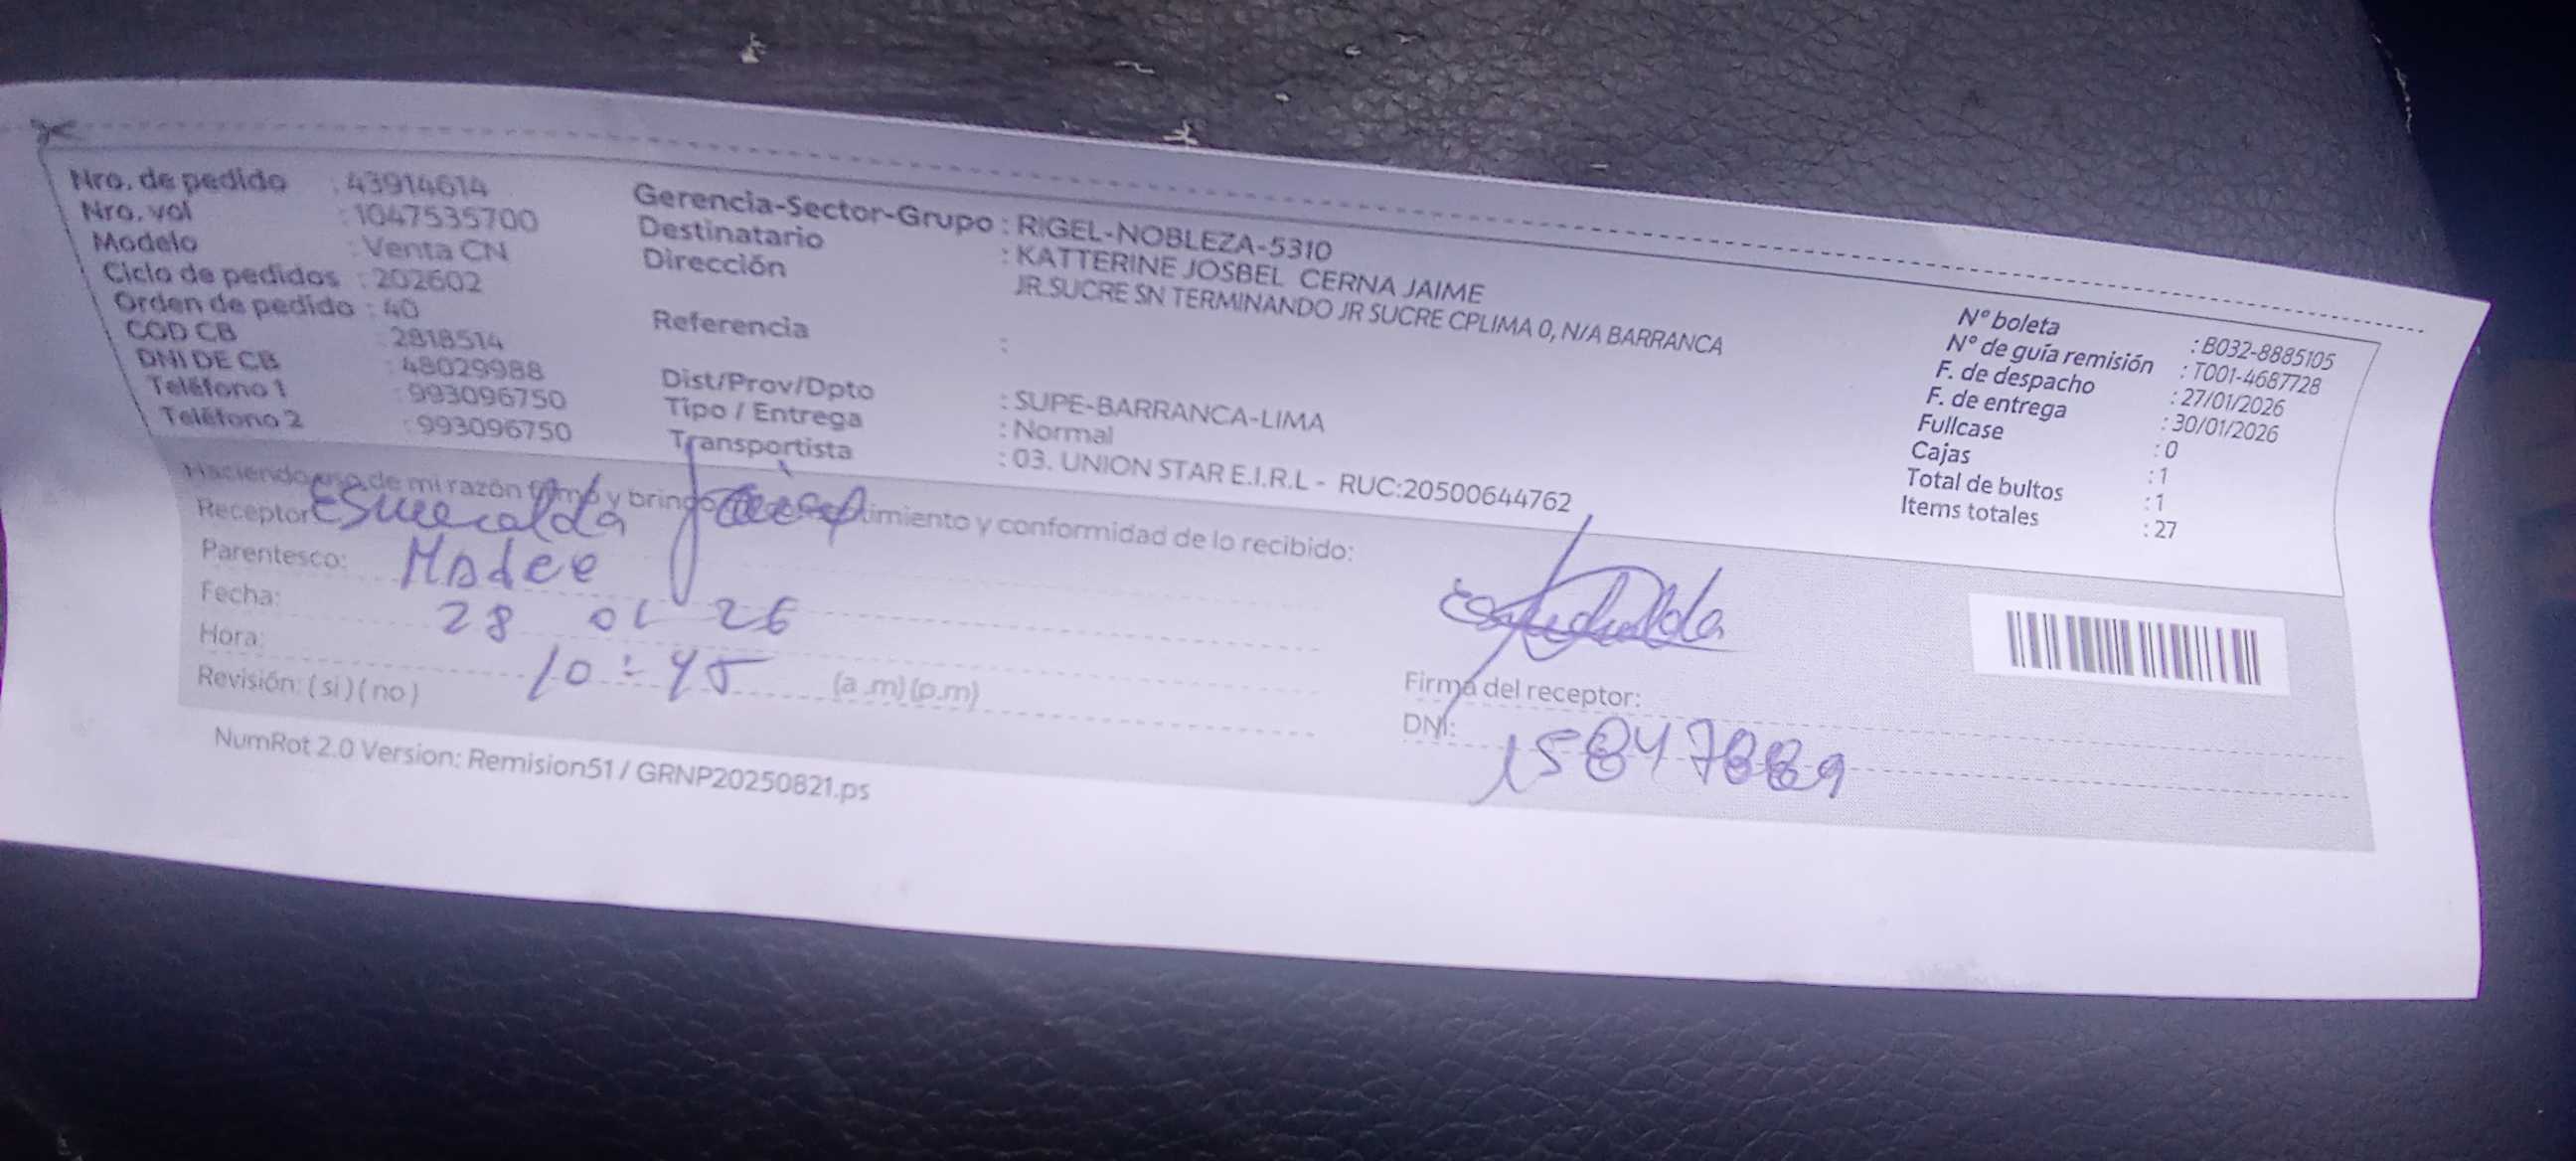 Nro. de pedido : 43914614
Nro. vol : 1047535700
Modelo : Venta CN
Ciclo de pedidos : 202602
Orden de pedido : 40
COD CB : 2818514
DNI DE CB : 48029988
Teléfono 1 : 993096750
Teléfono 2 : 993096750
Gerencia-Sector-Grupo : RIGEL-NOBLEZA-5310
Destinatario : KATTERINE JOSBEL CERNA JAIME
Dirección JR.SUCRE SN TERMINANDO JR SUCRE CPLIMA 0, N/A BARRANCA
Referencia :
Dist/Prov/Dpto : SUPE-BARRANCA-LIMA
Tipo / Entrega : Normal
Transportista : 03. UNION STAR E.I.R.L - RUC:20500644762
N° boleta : B032-8885105
N° de guía remisión : T001-4687728
F. de despacho : 27/01/2026
F. de entrega : 30/01/2026
Fullcase : 0
Cajas : 1
Total de bultos : 1
Items totales : 27
Haciendo uso de mi razón firmo y brindo timiento y conformidad de lo recibido:
Receptor: Esmeralda
Parentesco: Madre
Fecha: 28 01 26
Hora: 10:45 (a.m)(p.m)
Revisión: (si)(no)
Firma del receptor:
DNI: 15847889
NumRot 2.0 Version: Remision51 / GRNP20250821.ps